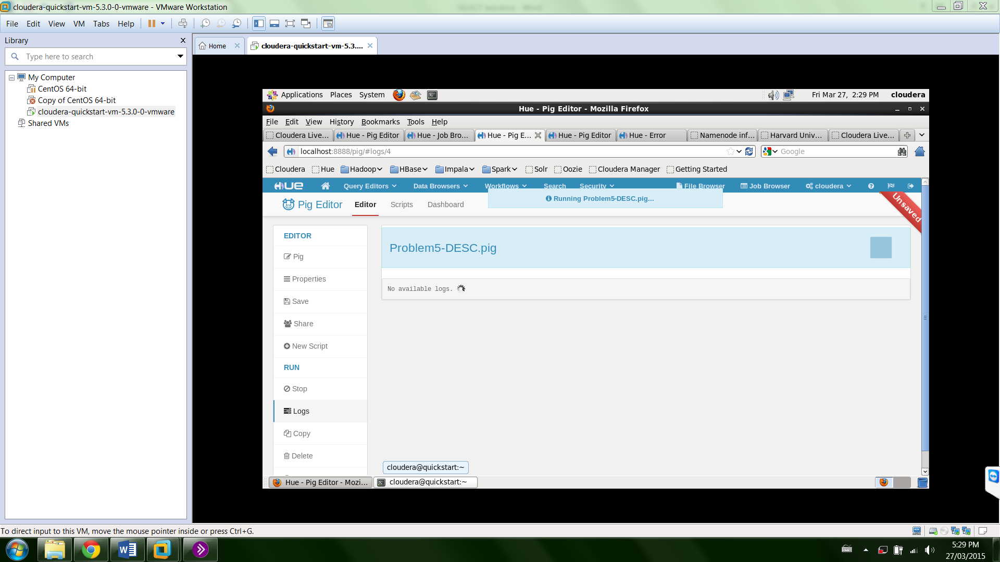 cloudera-quickstart-vm-5.3.0-0-vmware - VMware Workstation
File Edit View VM Tabs Help
Library
Type here to search
My Computer
CentOS 64-bit
Copy of CentOS 64-bit
cloudera-quickstart-vm-5.3.0-0-vmware
Shared VMs
Home
cloudera-quickstart-vm-5.3....
Applications Places System
Fri Mar 27, 2:29 PM cloudera
Hue - Pig Editor - Mozilla Firefox
File Edit View History Bookmarks Tools Help
Cloudera Live... Hue - Pig Editor Hue - Job Bro... Hue - Pig E... Hue - Pig Editor Hue - Error Namenode inf... Harvard Univ... Cloudera Live...
localhost:8888/pig/#logs/4
Google
Cloudera Hue Hadoop HBase Impala Spark Solr Oozie Cloudera Manager Getting Started
HUE Query Editors Data Browsers Workflows Search Security File Browser Job Browser cloudera
Running Problem5-DESC.pig...
Pig Editor Editor Scripts Dashboard
Unsaved
EDITOR
Pig
Properties
Save
Share
New Script
RUN
Stop
Logs
Copy
Delete
Problem5-DESC.pig
No available logs.
cloudera@quickstart:~
Hue - Pig Editor - Mozi... cloudera@quickstart:~
To direct input to this VM, move the mouse pointer inside or press Ctrl+G.
5:29 PM
27/03/2015